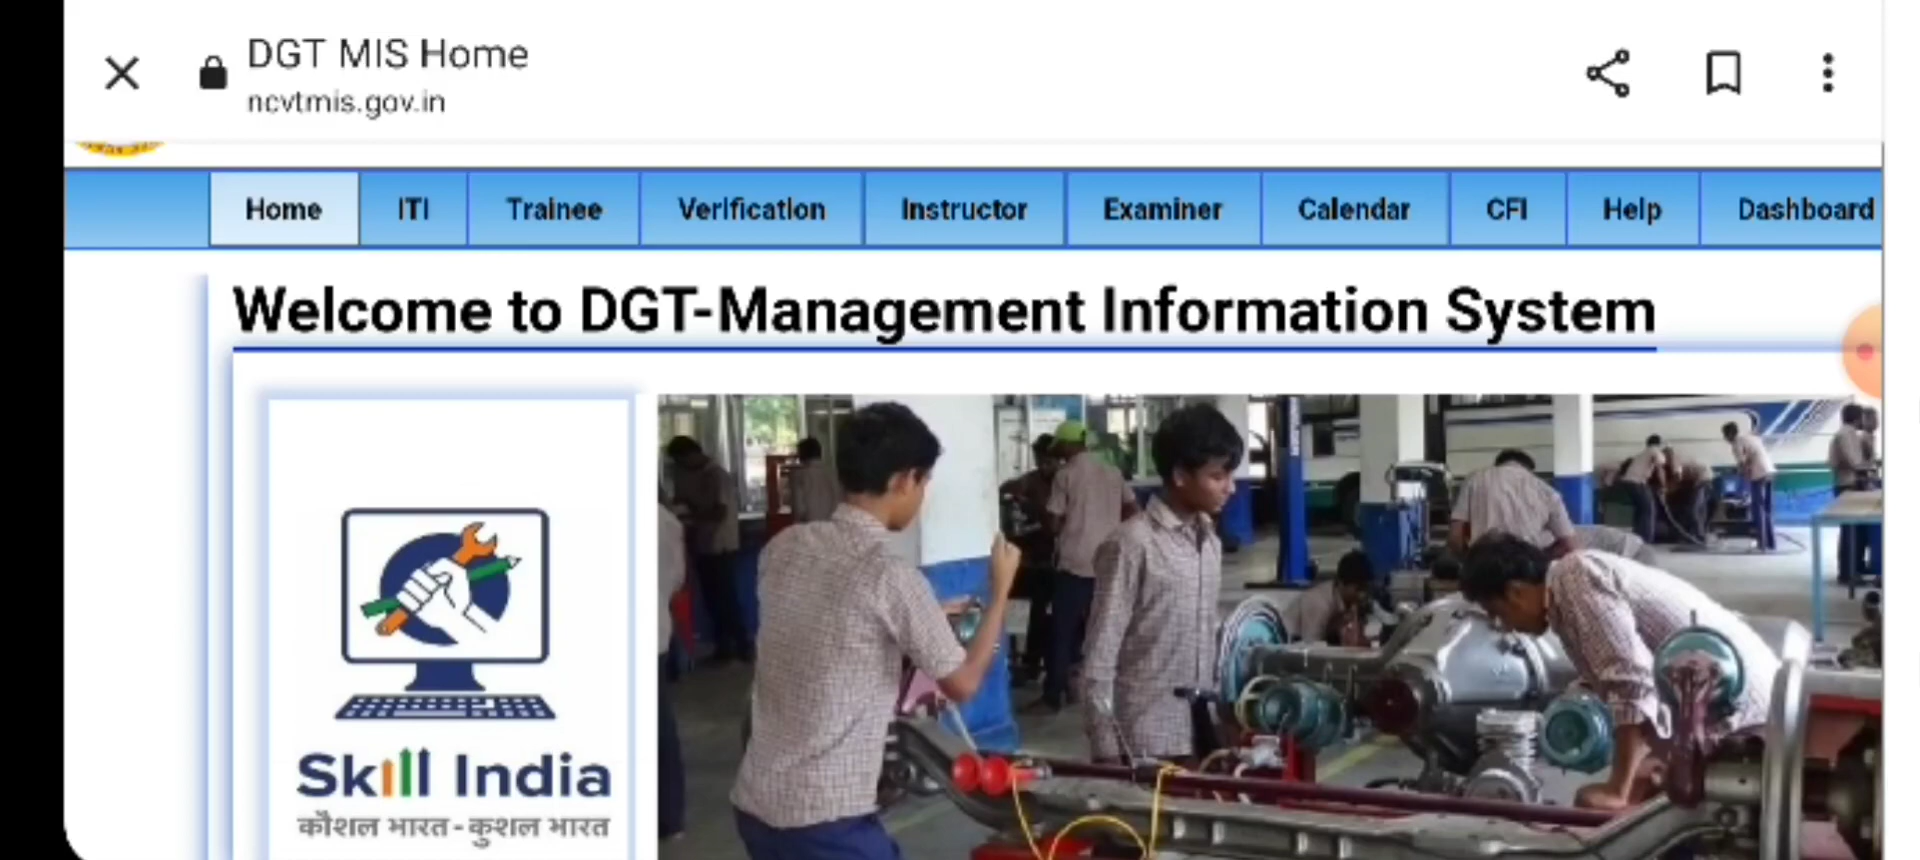 DGT MIS Home
ncvtmis.gov.in
Home ITI Trainee Verification Instructor Examiner Calendar CFI Help Dashboard
Welcome to DGT-Management Information System
Skill India
कौशल भारत - कुशल भारत